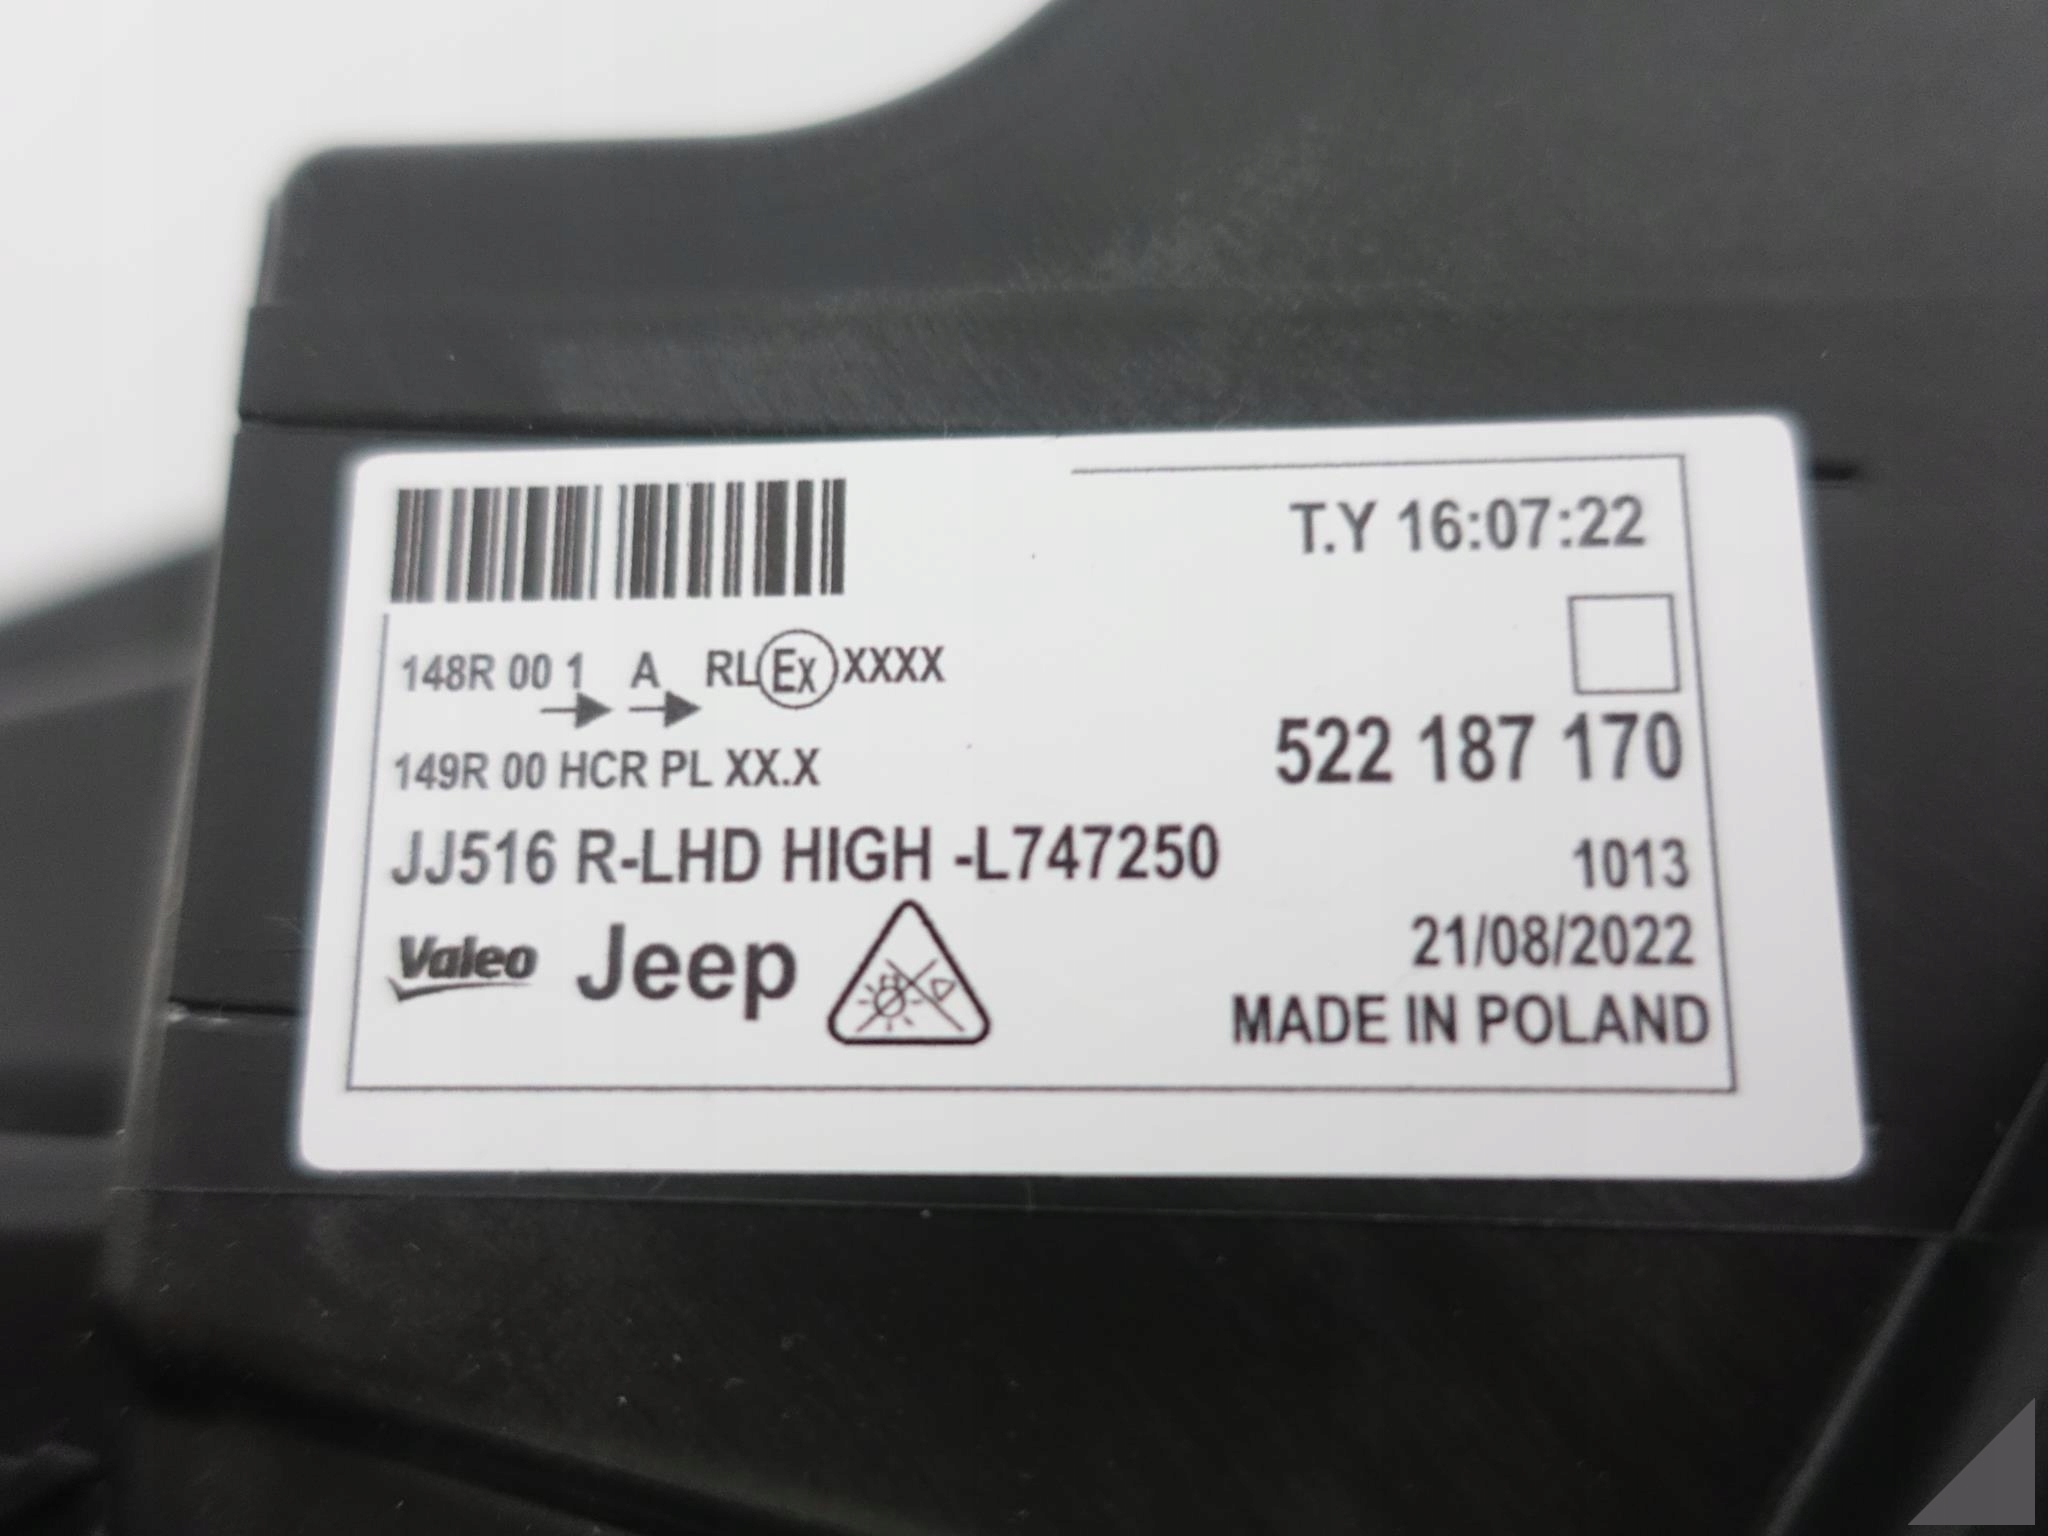 T.Y 16:07:22
148R 00 1 A RL Ex XXXX
149R 00 HCR PL XX.X
522 187 170
JJ516 R-LHD HIGH -L747250
1013
Valeo Jeep
21/08/2022
MADE IN POLAND